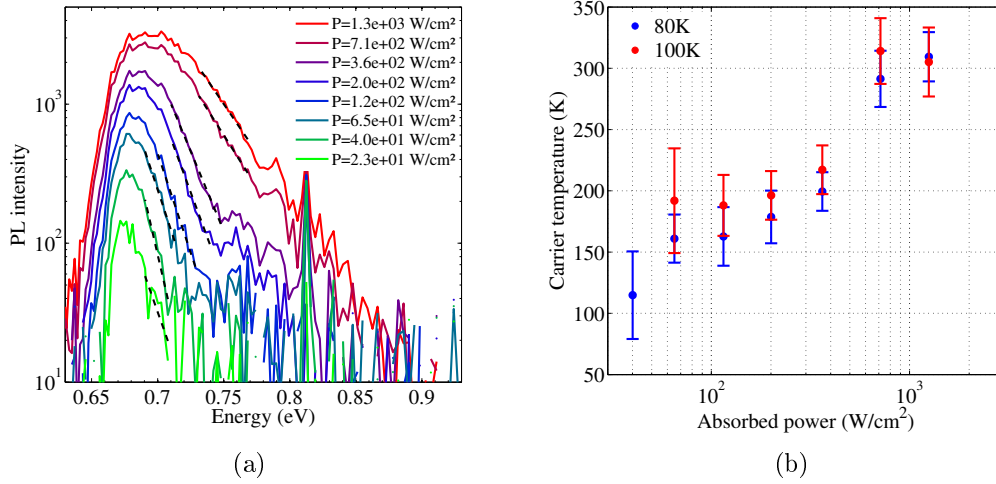 (a)
PL intensity
10³
10²
10¹
P=1.3e+03 W/cm²
P=7.1e+02 W/cm²
P=3.6e+02 W/cm²
P=2.0e+02 W/cm²
P=1.2e+02 W/cm²
P=6.5e+01 W/cm²
P=4.0e+01 W/cm²
P=2.3e+01 W/cm²
0.65 0.7 0.75 0.8 0.85 0.9
Energy (eV)
(b)
Carrier temperature (K)
350
300
250
200
150
100
50
80K
100K
10² 10³
Absorbed power (W/cm²)